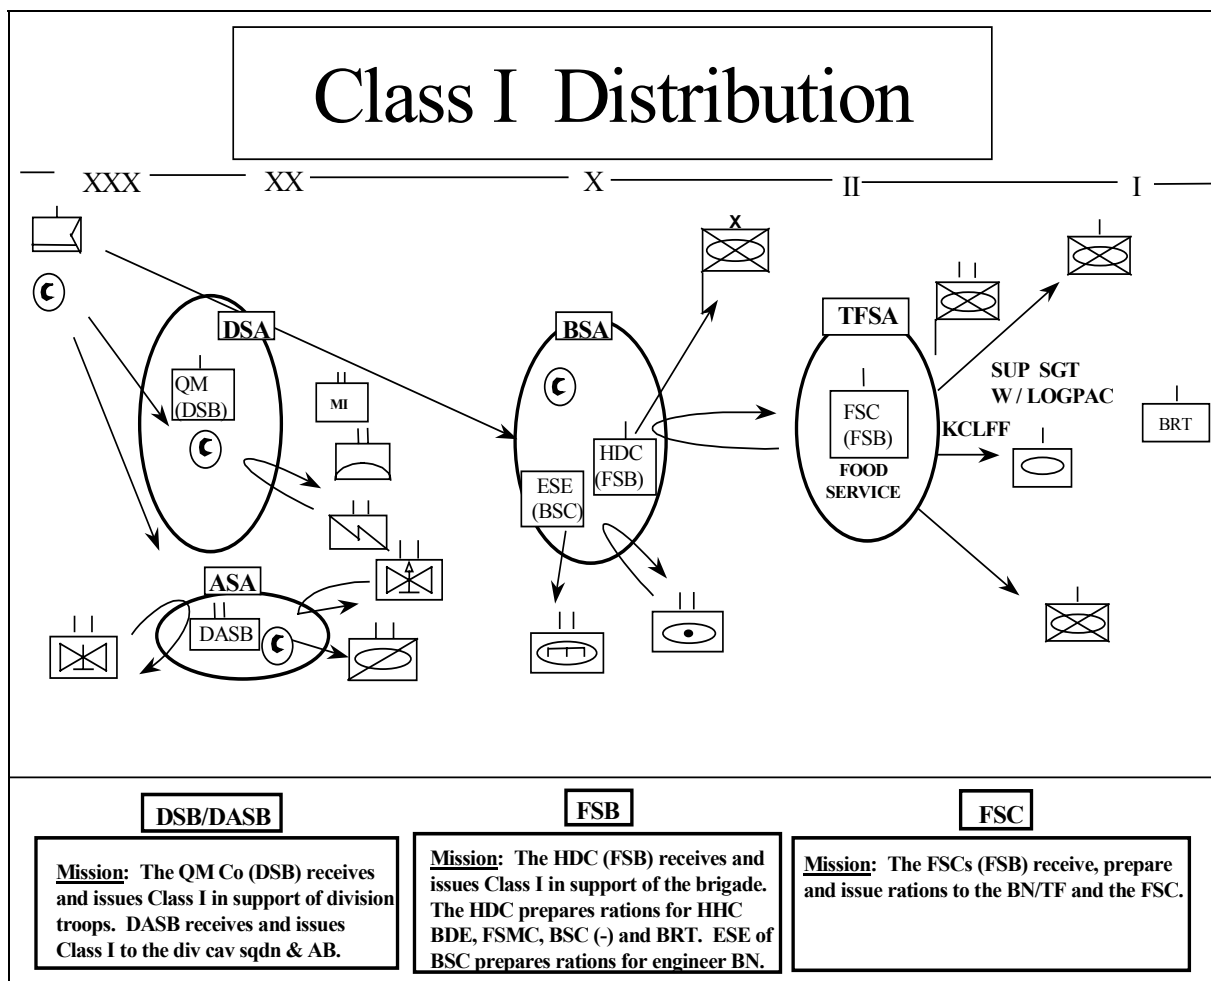 Class I Distribution
XXX
XX
X
II
I
X
DSA
BSA
TFSA
QM
(DSB)
MI
HDC
(FSB)
ESE
(BSC)
FSC
(FSB)
FOOD
SERVICE
SUP SGT
W / LOGPAC
KCLFF
BRT
ASA
DASB
DSB/DASB
Mission: The QM Co (DSB) receives
and issues Class I in support of division
troops. DASB receives and issues
Class I to the div cav sqdn & AB.
FSB
Mission: The HDC (FSB) receives and
issues Class I in support of the brigade.
The HDC prepares rations for HHC
BDE, FSMC, BSC (-) and BRT. ESE of
BSC prepares rations for engineer BN.
FSC
Mission: The FSCs (FSB) receive, prepare
and issue rations to the BN/TF and the FSC.